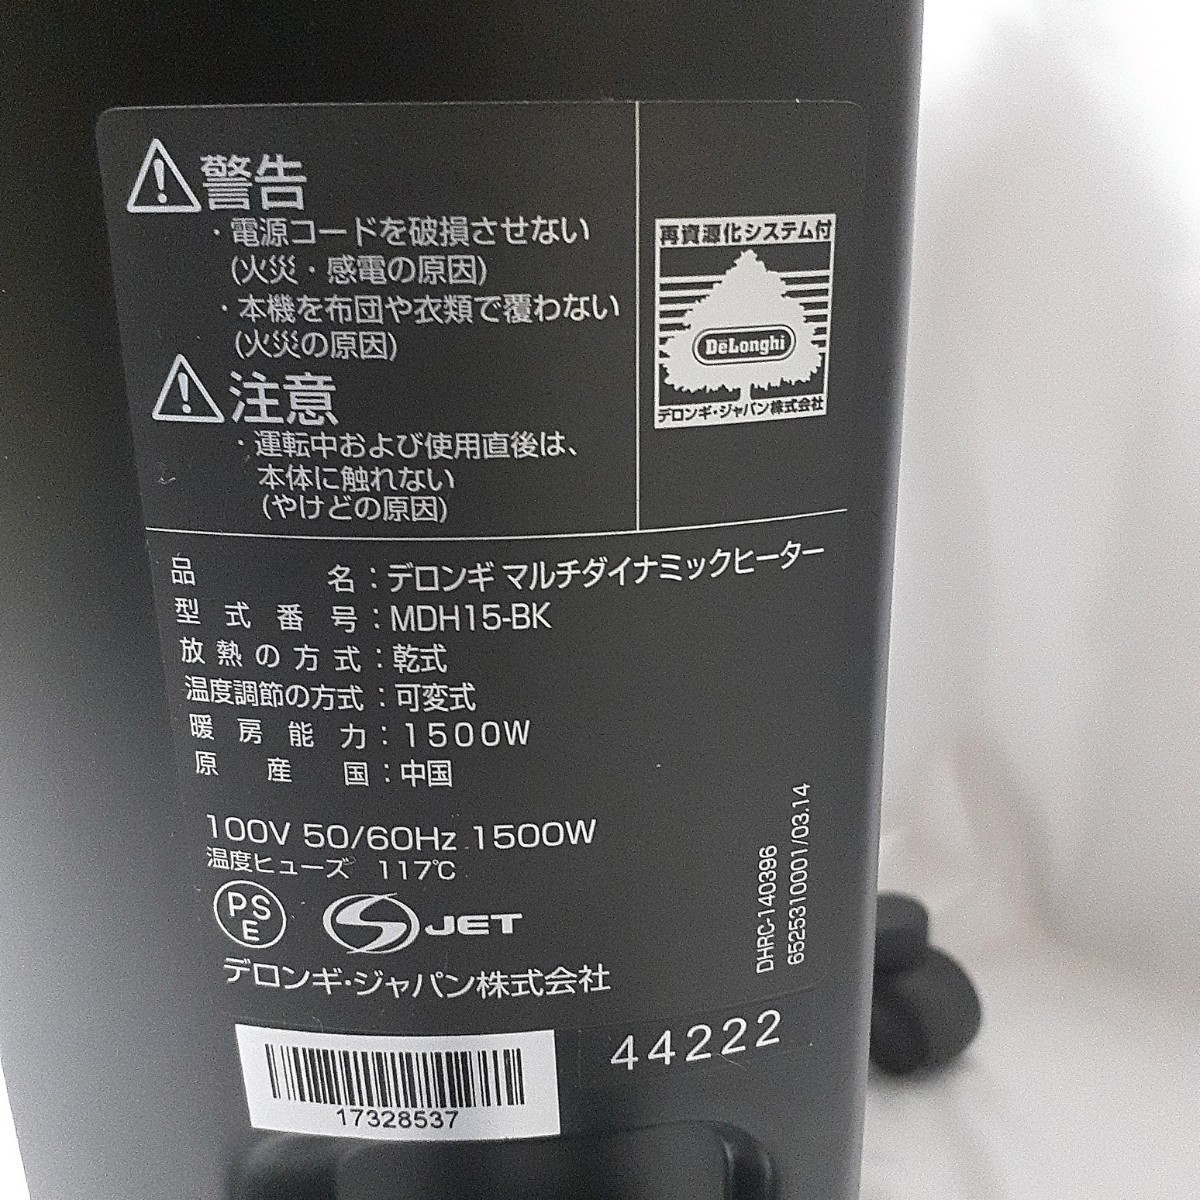 警告
・電源コードを破損させない
(火災・感電の原因)
・本機を布団や衣類で覆わない
(火災の原因)
注意
・運転中および使用直後は、
本体に触れない
(やけどの原因)
再資源化システム付
DēLonghi
デロンギ・ジャパン株式会社
品名：デロンギ マルチダイナミックヒーター
型式番号：MDH15-BK
放熱の方式：乾式
温度調節の方式：可変式
暖房能力：1500W
原産国：中国
100V 50/60Hz 1500W
温度ヒューズ 117℃
PSE
JET
デロンギ・ジャパン株式会社
DHRC-140396
6525310001/03.14
44222
17328537